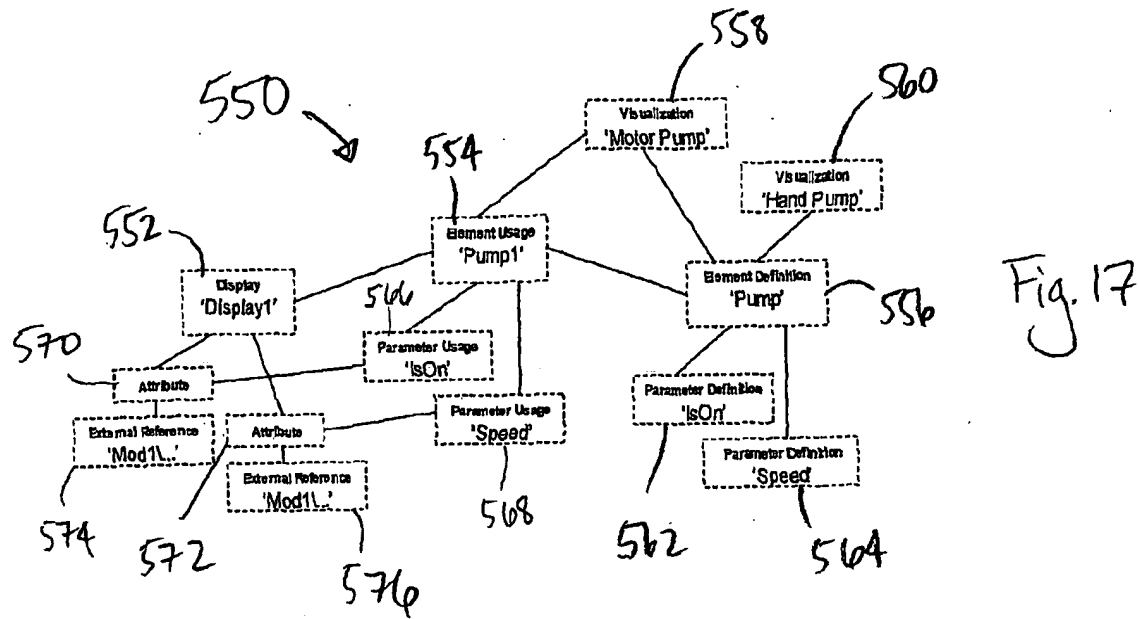 558
550
560
Visualization
'Motor Pump'
554
Visualization
'Hand Pump'
552
Element Usage
'Pump1'
Display
'Display1'
Element Definition
'Pump'
556
Fig. 17
566
570
Parameter Usage
'IsOn'
Attribute
Parameter Definition
'IsOn'
Parameter Usage
'Speed'
External Reference
'Mod1\..'
Attribute
Parameter Definition
'Speed'
External Reference
'Mod1\..'
574
572
568
562
564
576